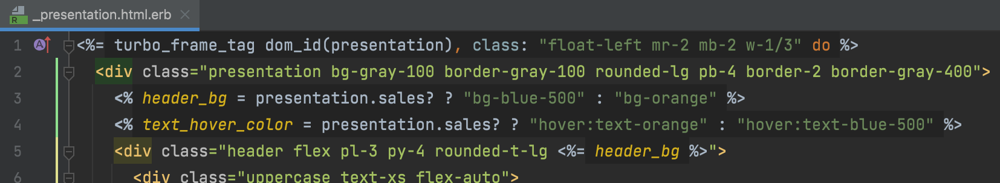 _presentation.html.erb
1 <%= turbo_frame_tag dom_id(presentation), class: "float-left mr-2 mb-2 w-1/3" do %>
2 <div class="presentation bg-gray-100 border-gray-100 rounded-lg pb-4 border-2 border-gray-400">
3 <% header_bg = presentation.sales? ? "bg-blue-500" : "bg-orange" %>
4 <% text_hover_color = presentation.sales? ? "hover:text-orange" : "hover:text-blue-500" %>
5 <div class="header flex pl-3 py-4 rounded-t-lg <%= header_bg %>">
6 <div class="uppercase text-xs flex-auto">